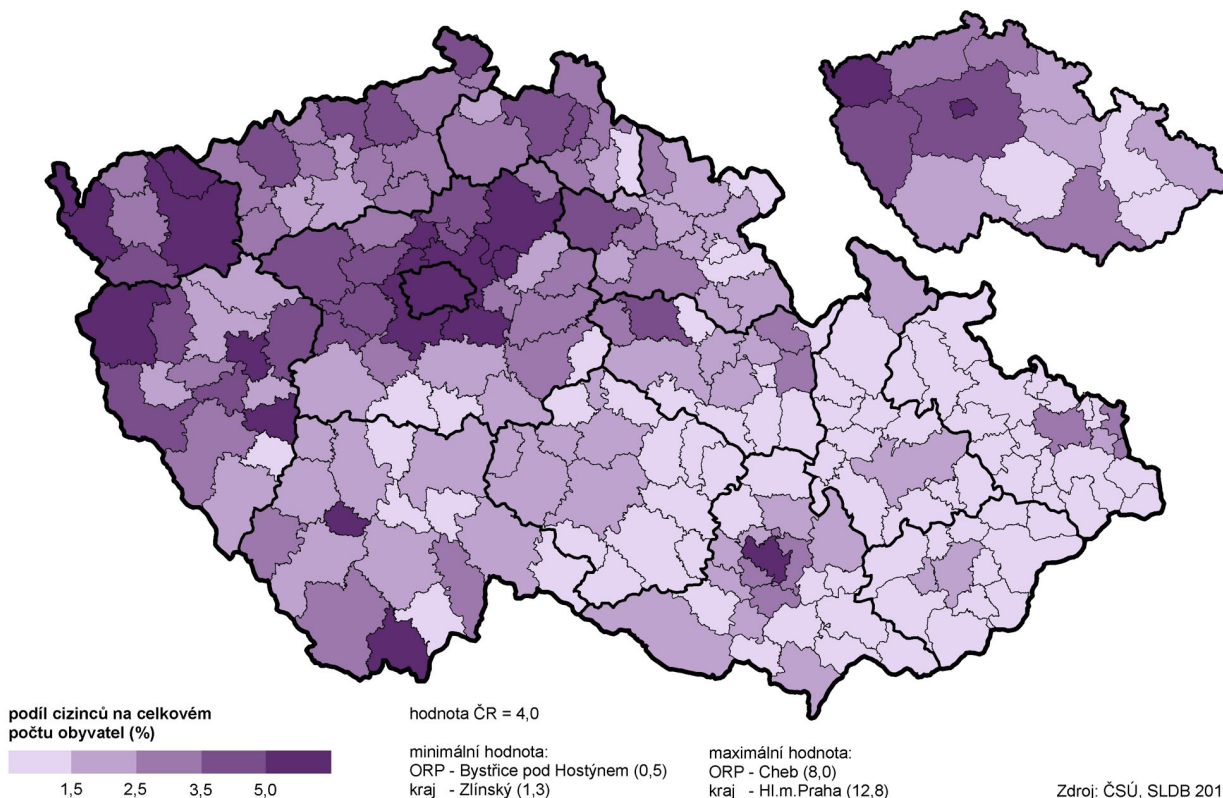 podíl cizinců na celkovém
počtu obyvatel (%)
1,5 2,5 3,5 5,0
hodnota ČR = 4,0
minimální hodnota:
ORP - Bystřice pod Hostýnem (0,5)
kraj - Zlínský (1,3)
maximální hodnota:
ORP - Cheb (8,0)
kraj - Hl.m.Praha (12,8)
Zdroj: ČSÚ, SLDB 201